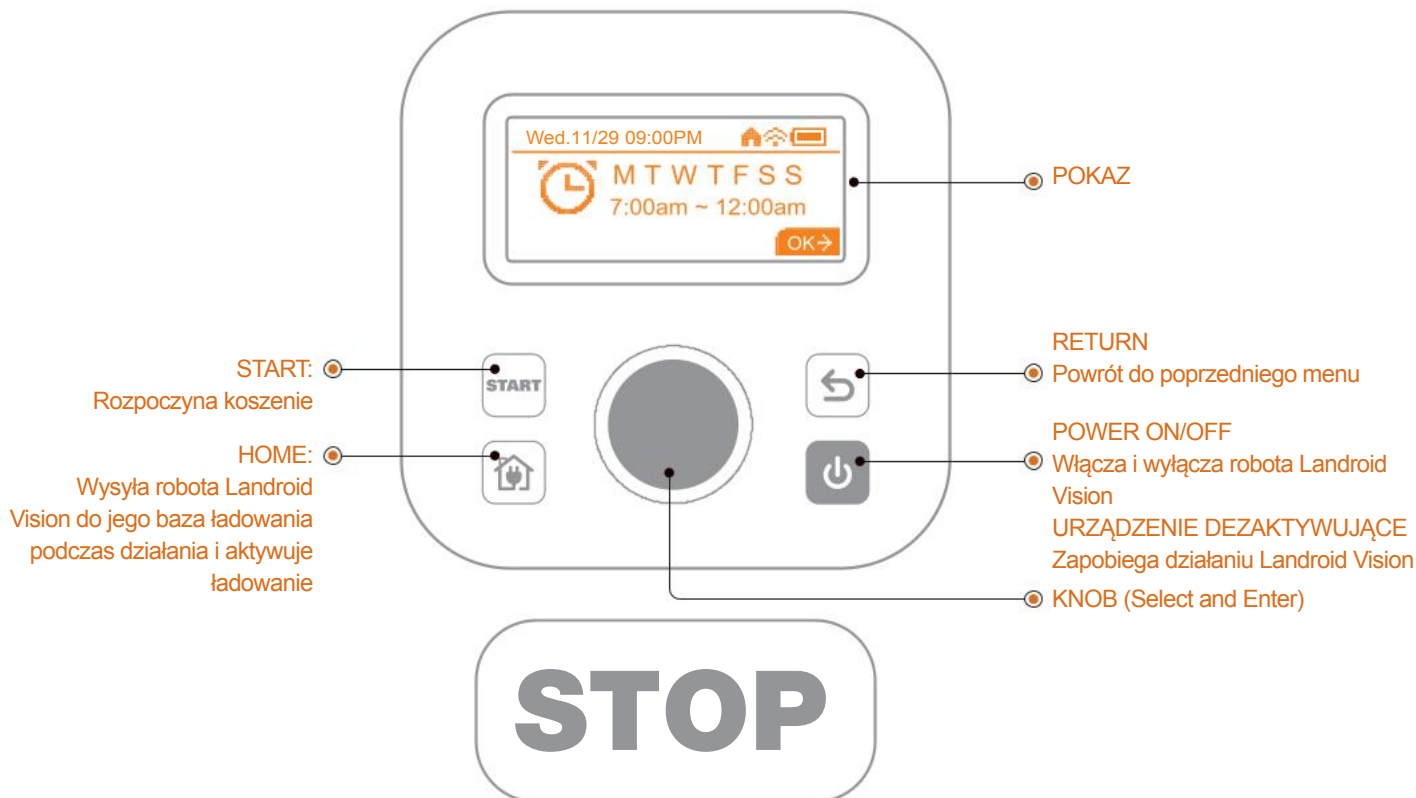 Wed.11/29 09:00PM
M T W T F S S
7:00am ~ 12:00am
OK
POKAZ
START
START:
Rozpoczyna koszenie
HOME:
Wysyła robota Landroid
Vision do jego baza ładowania
podczas działania i aktywuje
ładowanie
RETURN
Powrót do poprzedniego menu
POWER ON/OFF
Włącza i wyłącza robota Landroid
Vision
URZĄDZENIE DEZAKTYWUJĄCE
Zapobiega działaniu Landroid Vision
KNOB (Select and Enter)
STOP